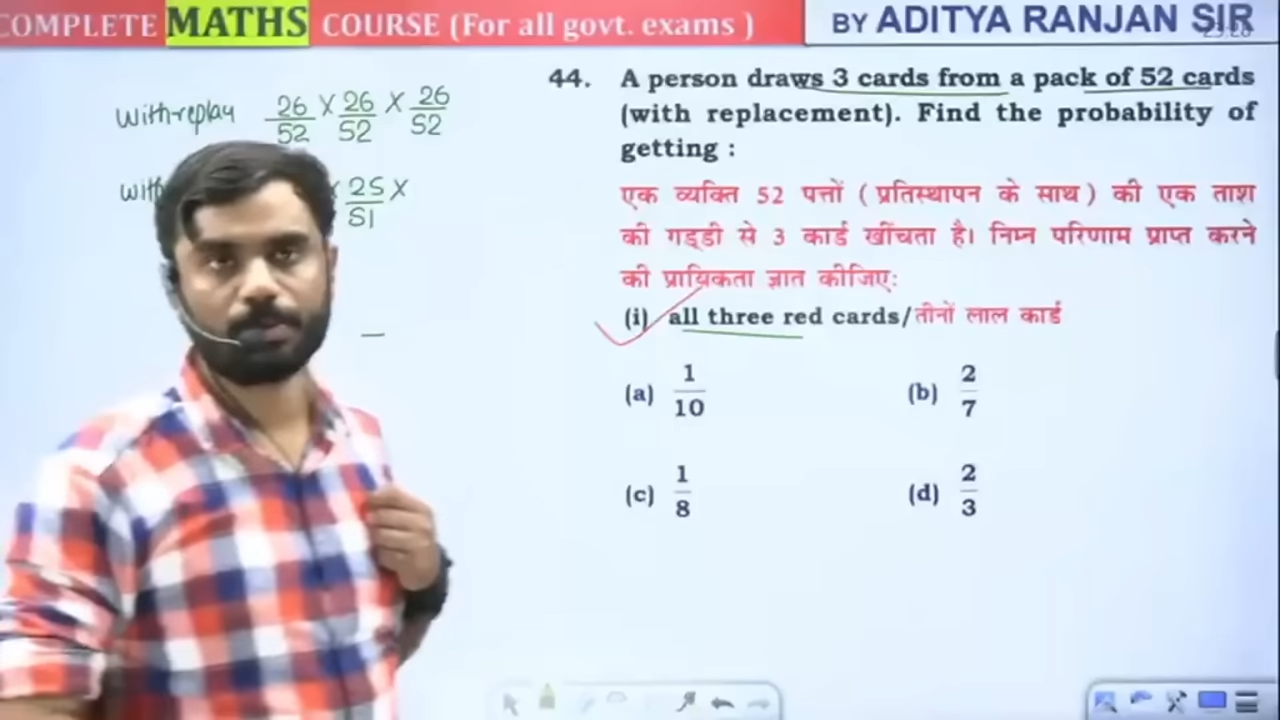 COMPLETE MATHS COURSE (For all govt. exams )
BY ADITYA RANJAN SIR
with-replay 26/52 × 26/52 × 26/52
25/51 ×
44. A person draws 3 cards from a pack of 52 cards
(with replacement). Find the probability of
getting :
एक व्यक्ति 52 पत्तों ( प्रतिस्थापन के साथ ) की एक ताश
की गड्डी से 3 कार्ड खींचता है। निम्न परिणाम प्राप्त करने
की प्रायिकता ज्ञात कीजिए:
(i) all three red cards/तीनों लाल कार्ड
(a) 1/10 (b) 2/7
(c) 1/8 (d) 2/3